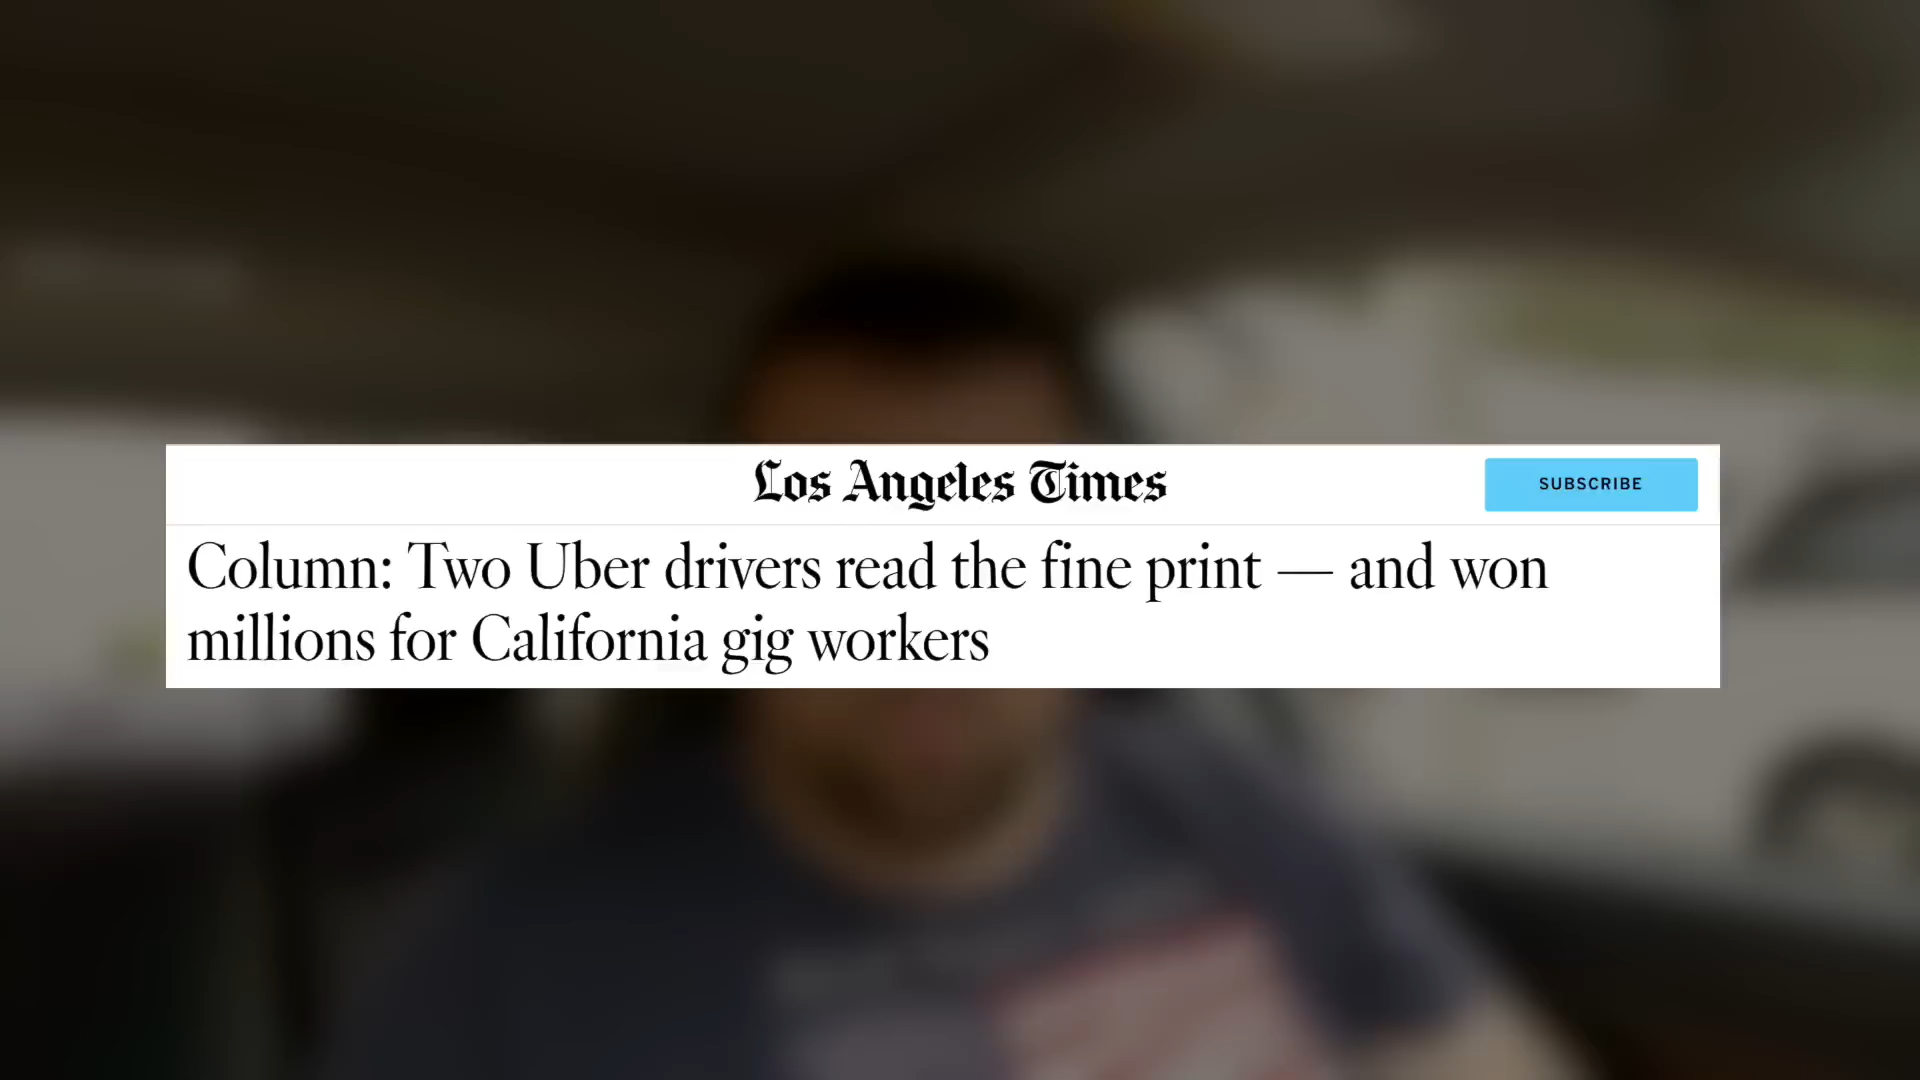 Los Angeles Times
SUBSCRIBE
Column: Two Uber drivers read the fine print — and won
millions for California gig workers